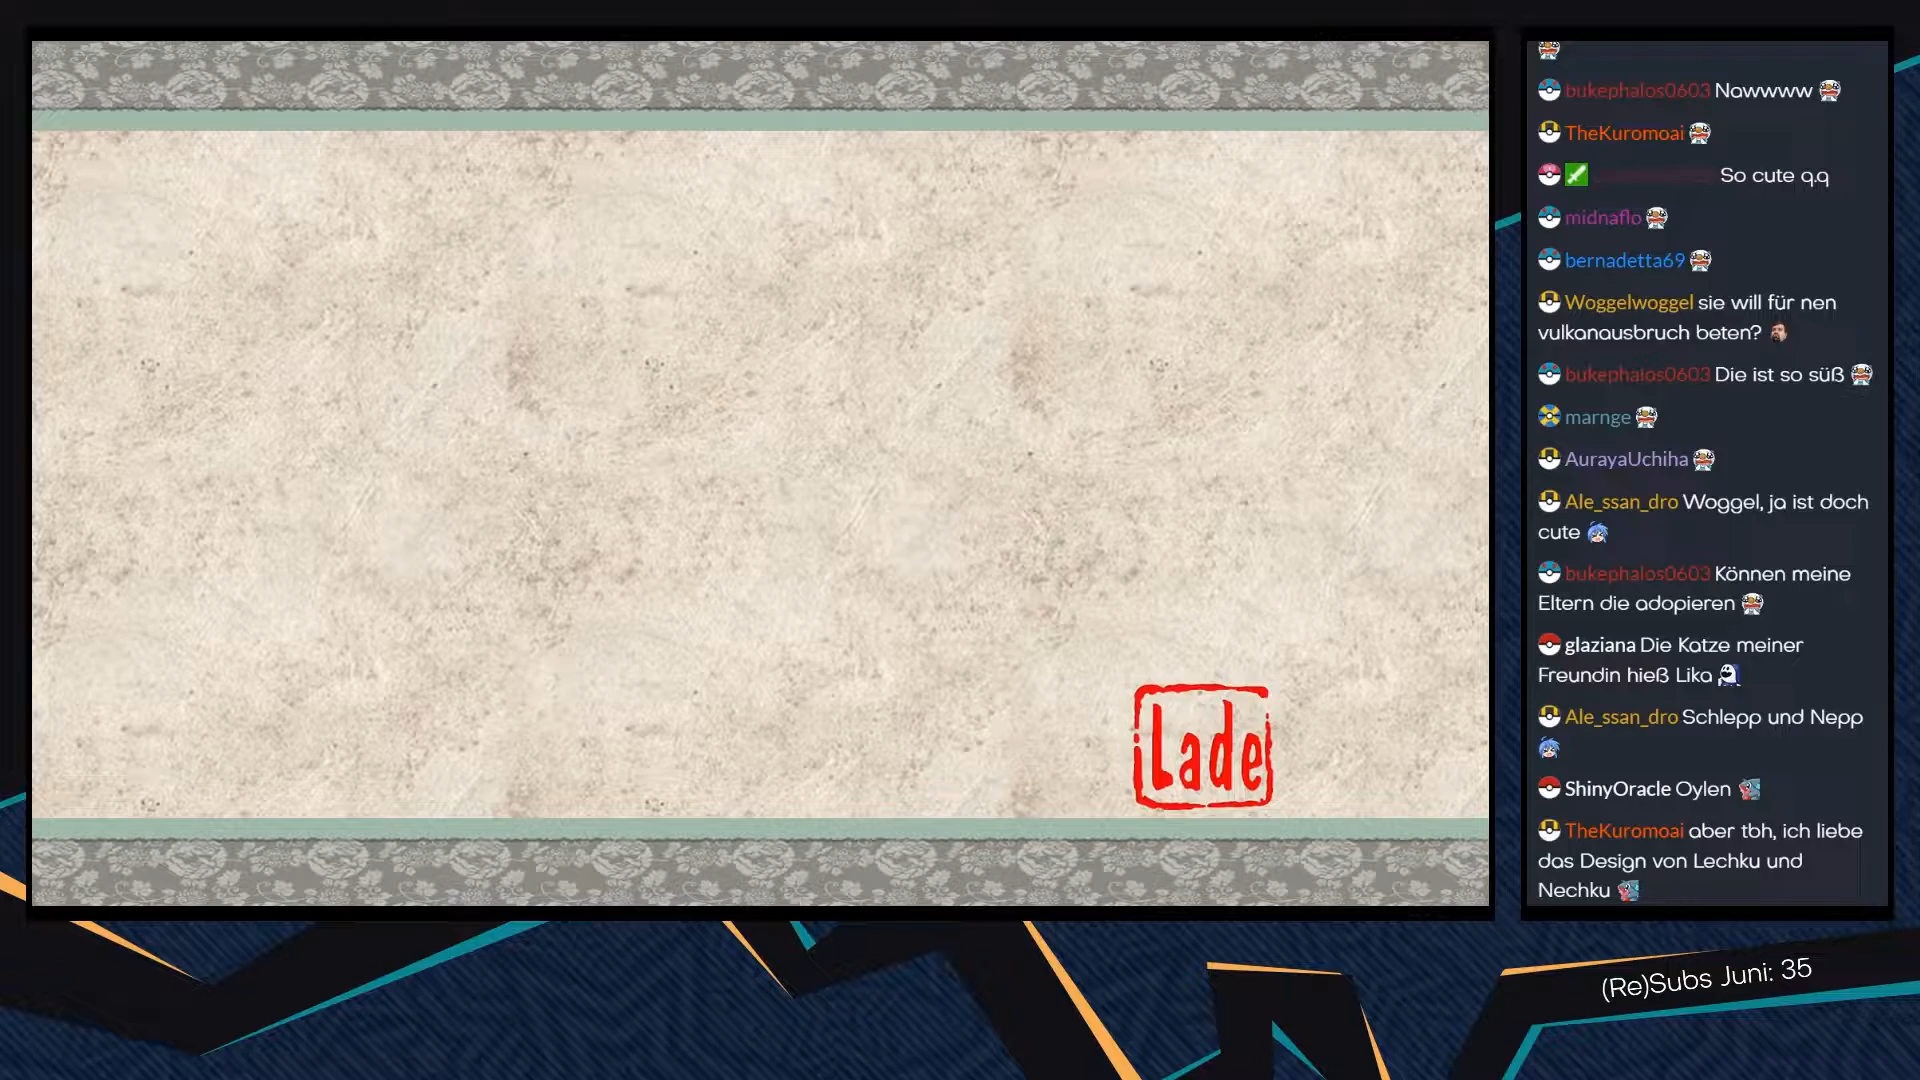 Lade
bukephalos0603 Nawwww
TheKuromoai
So cute q.q
midnaflo
bernadetta69
Woggelwoggel sie will für nen
vulkanausbruch beten?
bukephalos0603 Die ist so süß
marnge
AurayaUchiha
Ale_ssan_dro Woggel, ja ist doch
cute
bukephalos0603 Können meine
Eltern die adopieren
glaziana Die Katze meiner
Freundin hieß Lika
Ale_ssan_dro Schlepp und Nepp
ShinyOracle Oylen
TheKuromoai aber tbh, ich liebe
das Design von Lechku und
Nechku
(Re)Subs Juni: 35